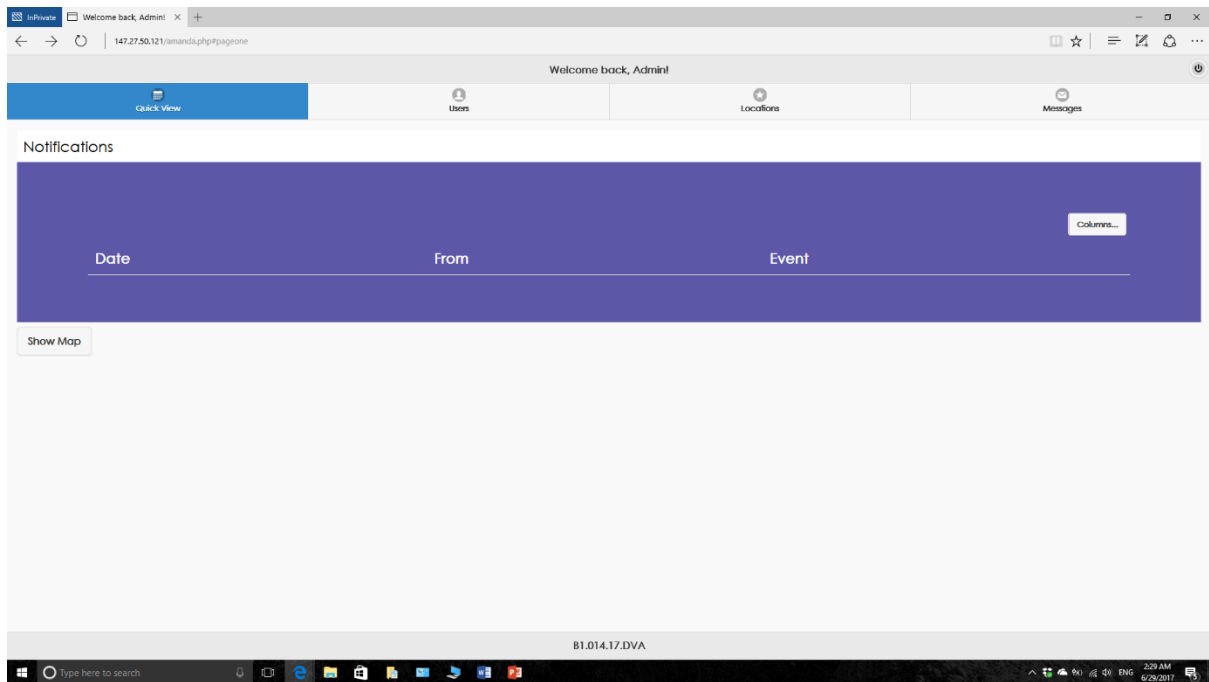 InPrivate Welcome back, Admin!
147.27.50.121/amanda.php#pageone
Welcome back, Admin!
Quick View Users Locations Messages
Notifications
Columns...
Date From Event
Show Map
B1.014.17.DVA
Type here to search ENG 2:29 AM
6/29/2017